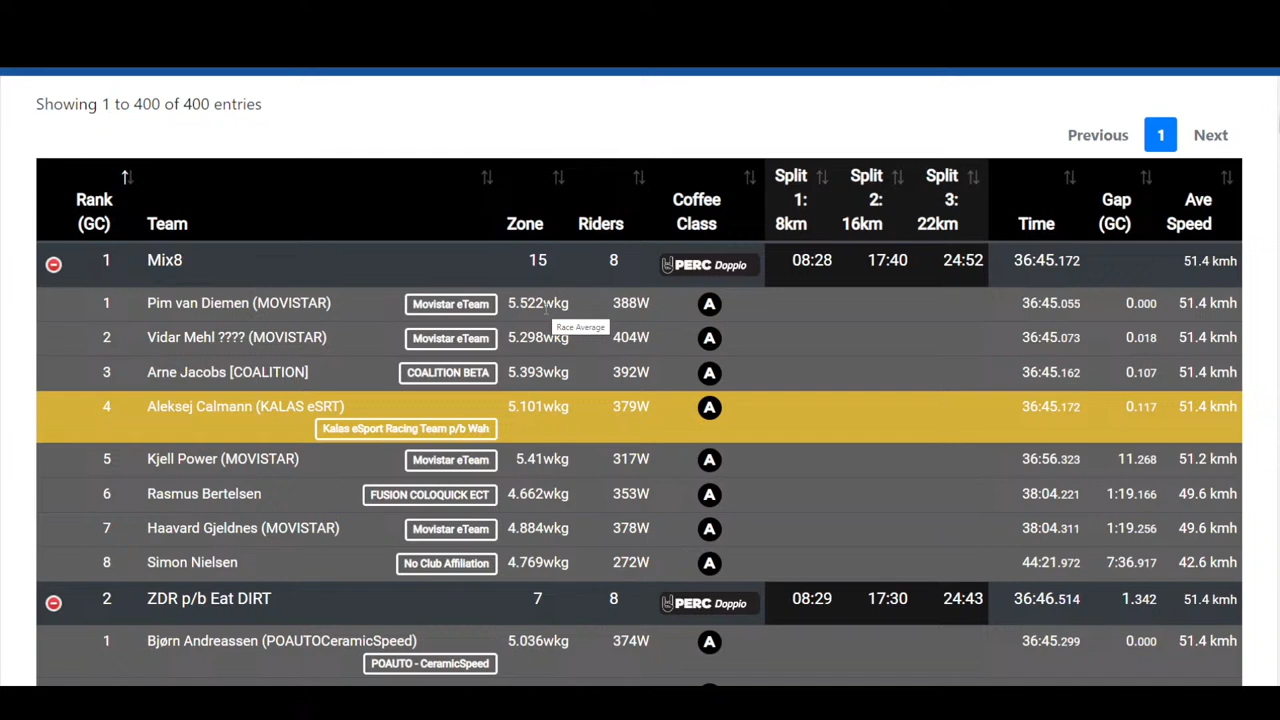 Showing 1 to 400 of 400 entries
Previous 1 Next
Rank (GC) Team Zone Riders Coffee Class Split 1: 8km Split 2: 16km Split 3: 22km Time Gap (GC) Ave Speed
1 Mix8 15 8 PERC Doppio 08:28 17:40 24:52 36:45.172 51.4 kmh
1 Pim van Diemen (MOVISTAR) Movistar eTeam 5.522wkg 388W A 36:45.055 0.000 51.4 kmh
Race Average
2 Vidar Mehl ???? (MOVISTAR) Movistar eTeam 5.298wkg 404W A 36:45.073 0.018 51.4 kmh
3 Arne Jacobs [COALITION] COALITION BETA 5.393wkg 392W A 36:45.162 0.107 51.4 kmh
4 Aleksej Calmann (KALAS eSRT) 5.101wkg 379W A 36:45.172 0.117 51.4 kmh
Kalas eSport Racing Team p/b Wah
5 Kjell Power (MOVISTAR) Movistar eTeam 5.41wkg 317W A 36:56.323 11.268 51.2 kmh
6 Rasmus Bertelsen FUSION COLOQUICK ECT 4.662wkg 353W A 38:04.221 1:19.166 49.6 kmh
7 Haavard Gjeldnes (MOVISTAR) Movistar eTeam 4.884wkg 378W A 38:04.311 1:19.256 49.6 kmh
8 Simon Nielsen No Club Affiliation 4.769wkg 272W A 44:21.972 7:36.917 42.6 kmh
2 ZDR p/b Eat DIRT 7 8 PERC Doppio 08:29 17:30 24:43 36:46.514 1.342 51.4 kmh
1 Bjørn Andreassen (POAUTOCeramicSpeed) 5.036wkg 374W A 36:45.299 0.000 51.4 kmh
POAUTO - CeramicSpeed